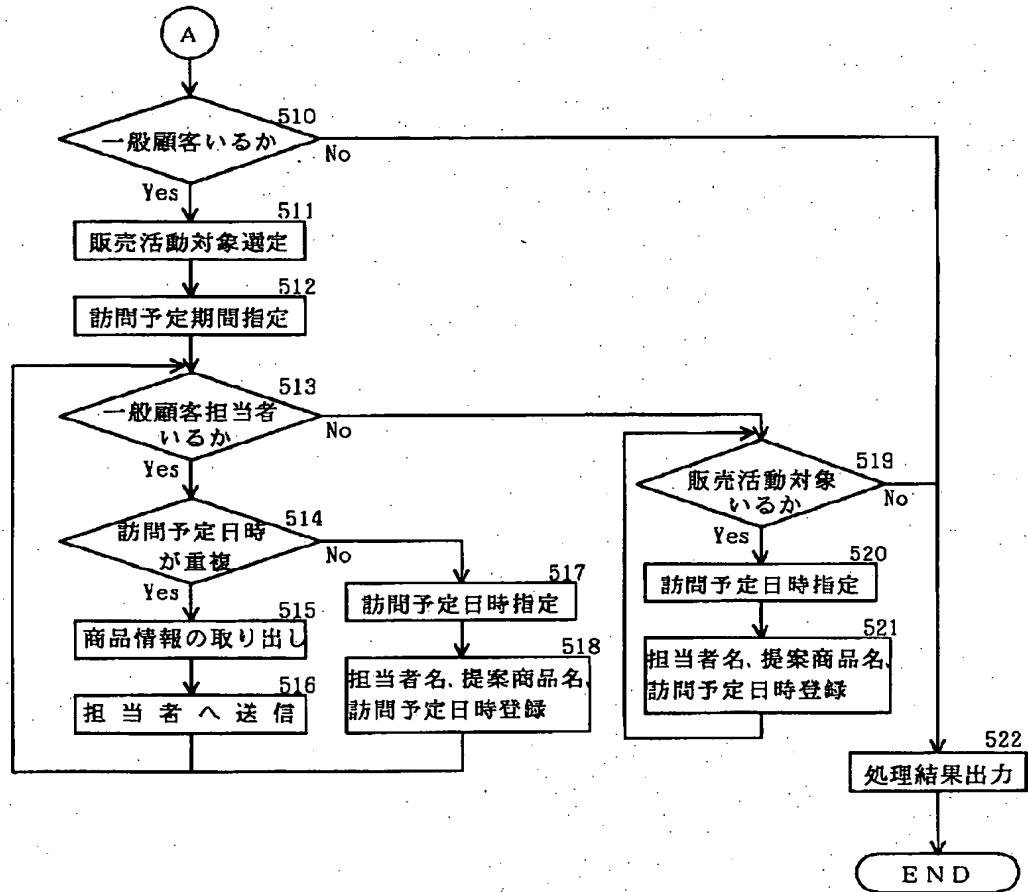 A
510
一般顧客いるか
No
Yes
511
販売活動対象選定
512
訪問予定期間指定
513
一般顧客担当者
いるか
No
Yes
514
訪問予定日時
が重複
No
Yes
515
商品情報の取り出し
516
担当者へ送信
517
訪問予定日時指定
518
担当者名、提案商品名、
訪問予定日時登録
519
販売活動対象
いるか
No
Yes
520
訪問予定日時指定
521
担当者名、提案商品名、
訪問予定日時登録
522
処理結果出力
END